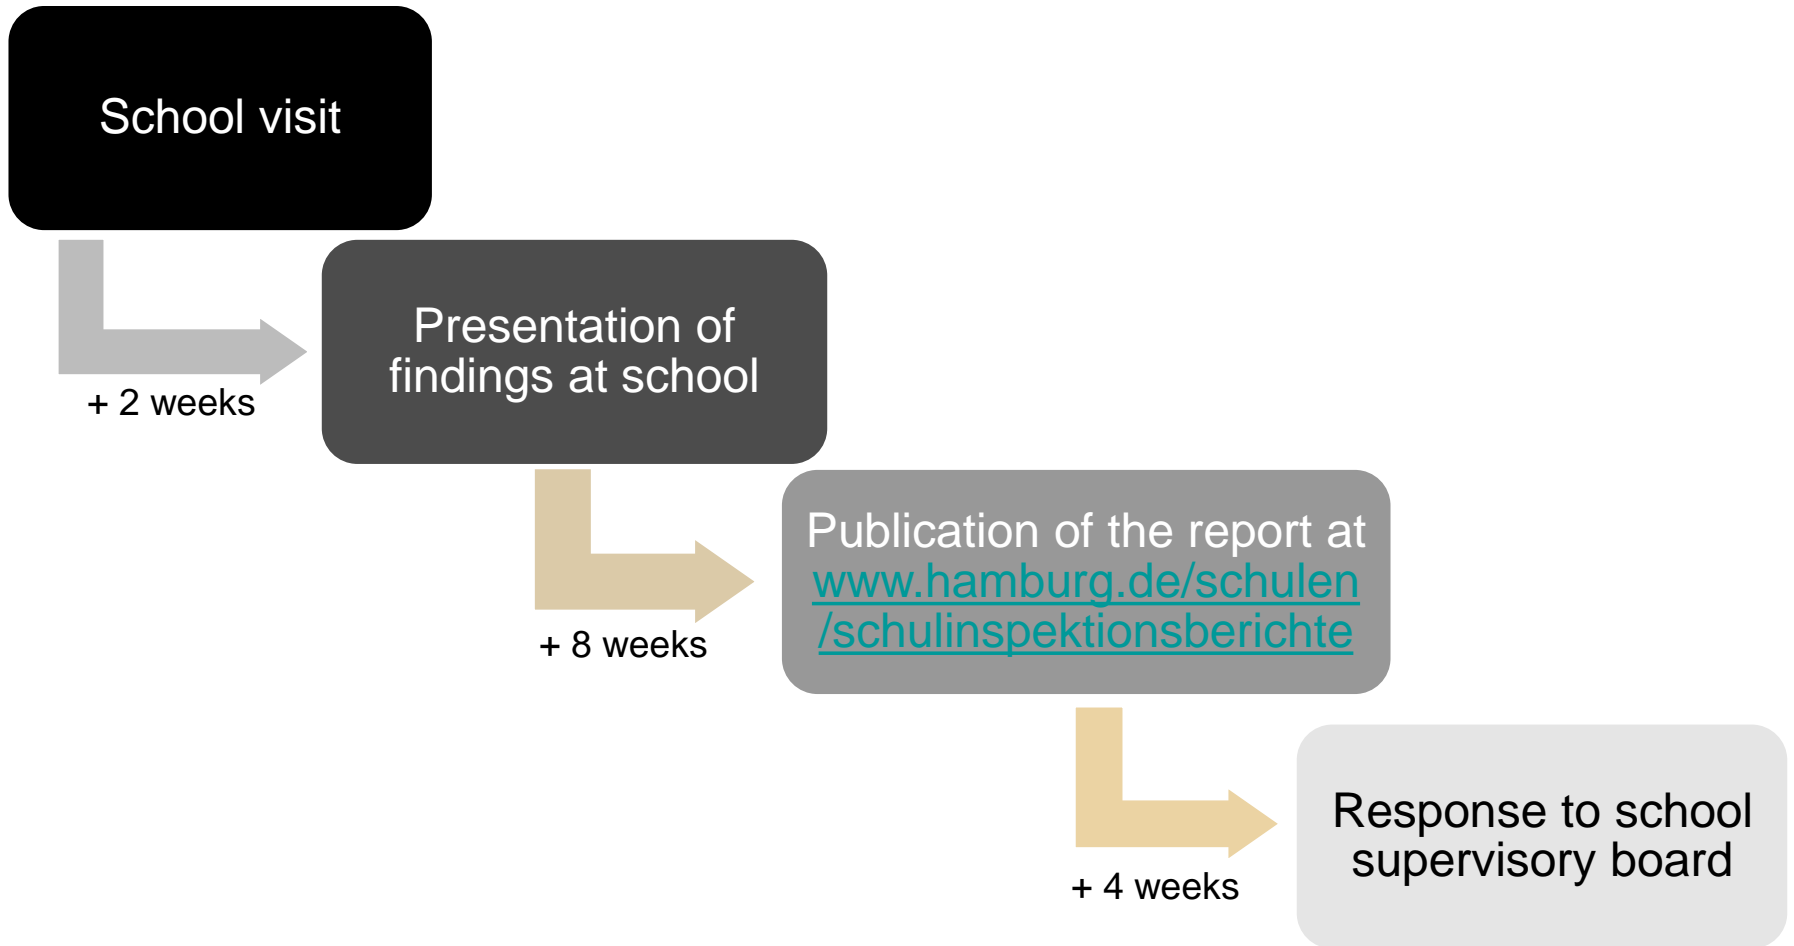 School visit
+ 2 weeks
Presentation of
findings at school
+ 8 weeks
Publication of the report at
www.hamburg.de/schulen
/schulinspektionsberichte
+ 4 weeks
Response to school
supervisory board